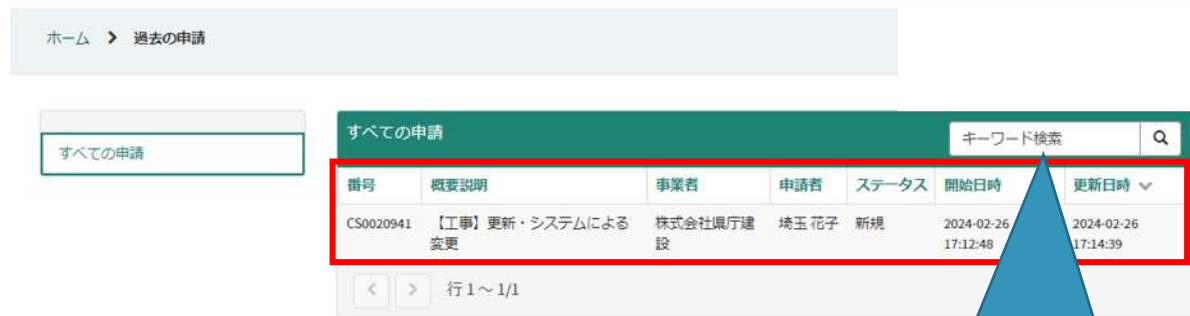 ホーム > 過去の申請
すべての申請
すべての申請 キーワード検索
番号 概要説明 事業者 申請者 ステータス 開始日時 更新日時
CS0020941 【工事】更新・システムによる 株式会社県庁建 埼玉 花子 新規 2024-02-26 2024-02-26
変更 設 17:12:48 17:14:39
< > 行 1 ～ 1/1